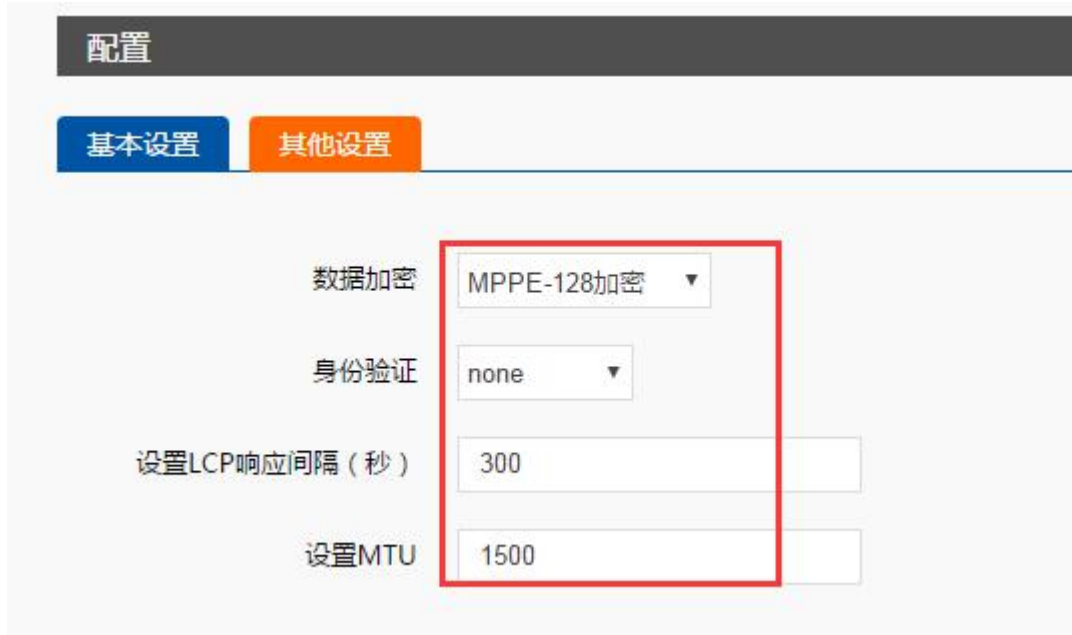 配置
基本设置 其他设置
数据加密 MPPE-128加密
身份验证 none
设置LCP响应间隔（秒） 300
设置MTU 1500